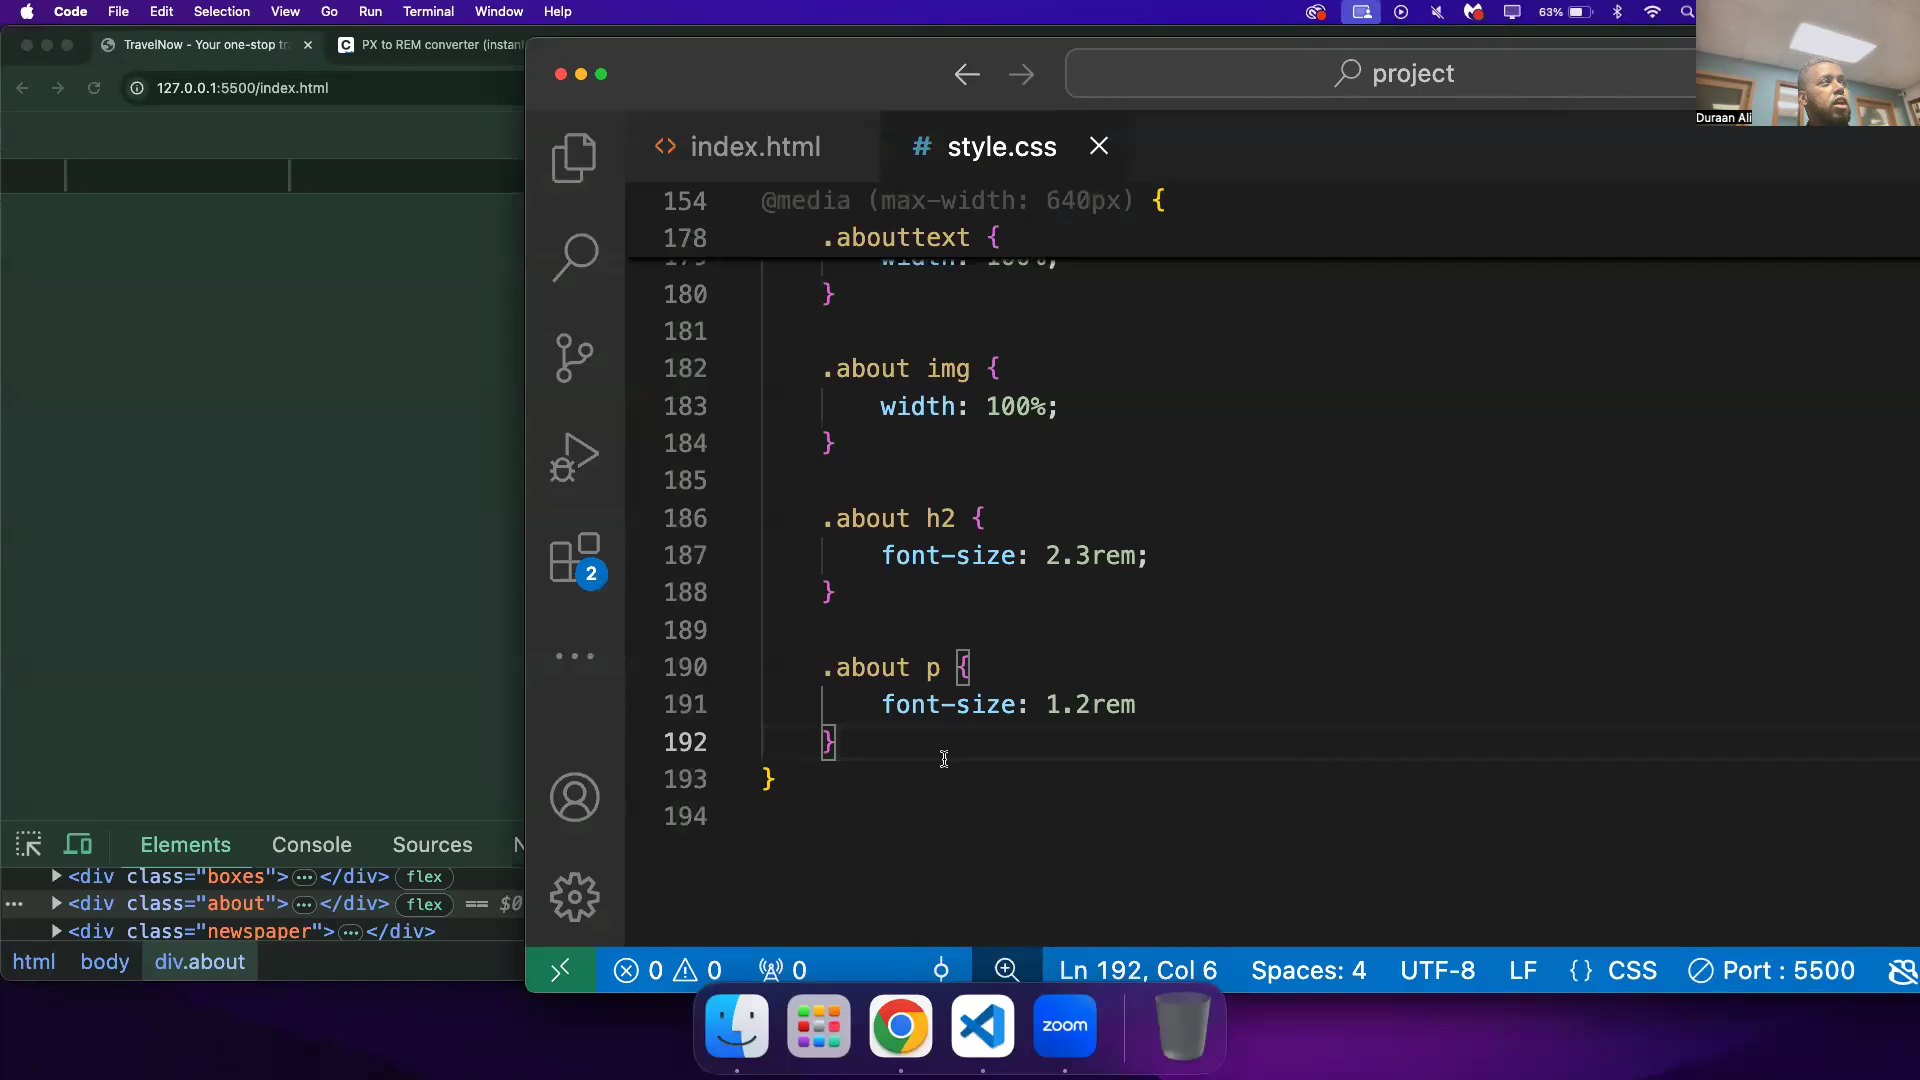 Code File Edit Selection View Go Run Terminal Window Help
63%
TravelNow - Your one-stop tr
PX to REM converter (instan
127.0.0.1:5500/index.html
project
Duraan Ali
index.html
# style.css
154 @media (max-width: 640px) {
178 .abouttext {
179 width: 100%;
180 }
181
182 .about img {
183 width: 100%;
184 }
185
186 .about h2 {
187 font-size: 2.3rem;
188 }
189
190 .about p {
191 font-size: 1.2rem
192 }
193 }
194
2
Elements Console Sources N
<div class="boxes"> </div> flex
<div class="about"> </div> flex == $0
<div class="newspaper"> </div>
html body div.about
0 0 0 Ln 192, Col 6 Spaces: 4 UTF-8 LF {} CSS Port : 5500
zoom